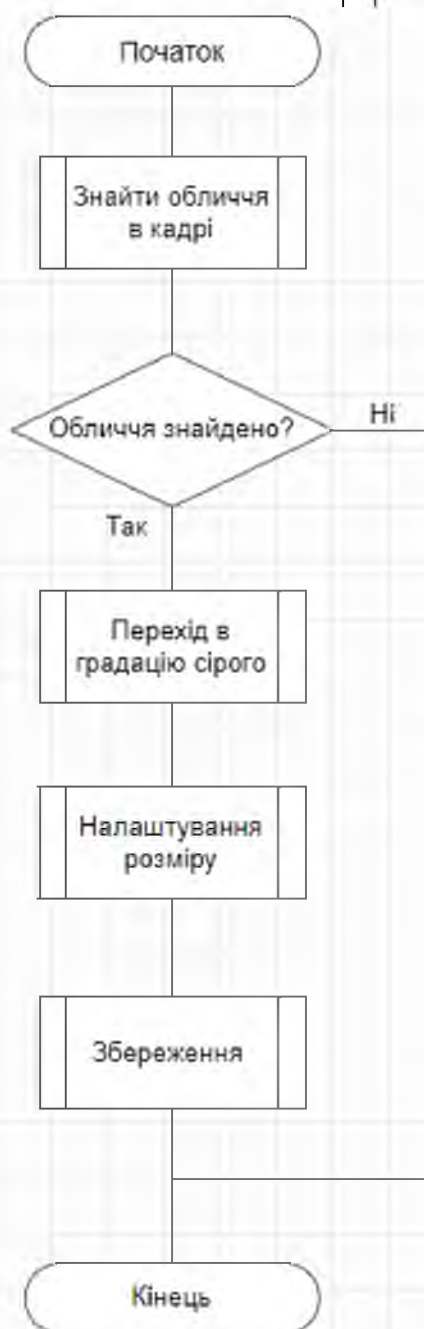 Початок
Знайти обличчя
в кадрі
Обличчя знайдено?
Ні
Так
Перехід в
градацію сірого
Налаштування
розміру
Збереження
Кінець